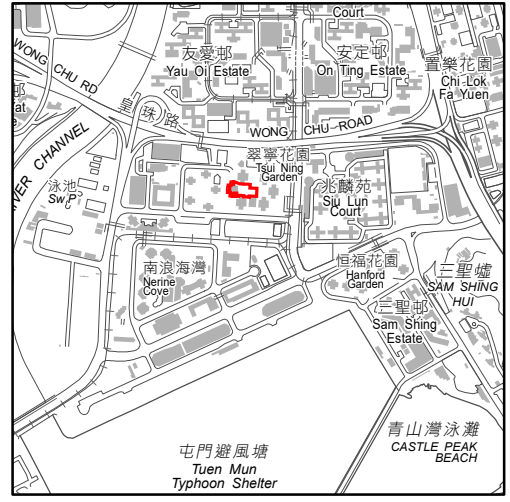 Court
友愛邨
Yau Oi Estate
安定邨
On Ting Estate
置樂花園
Chi Lok
Fa Yuen
WONG CHU RD
皇珠路
WONG CHU ROAD
邨
at
RIVER CHANNEL
泳池
Sw P
翠寧花園
Tsui Ning
Garden
兆麟苑
Siu Lun
Court
南浪海灣
Nerine
Cove
恒福花園
Hanford
Garden
三聖墟
SAM SHING
HUI
三聖邨
Sam Shing
Estate
青山灣泳灘
CASTLE PEAK
BEACH
屯門避風塘
Tuen Mun
Typhoon Shelter